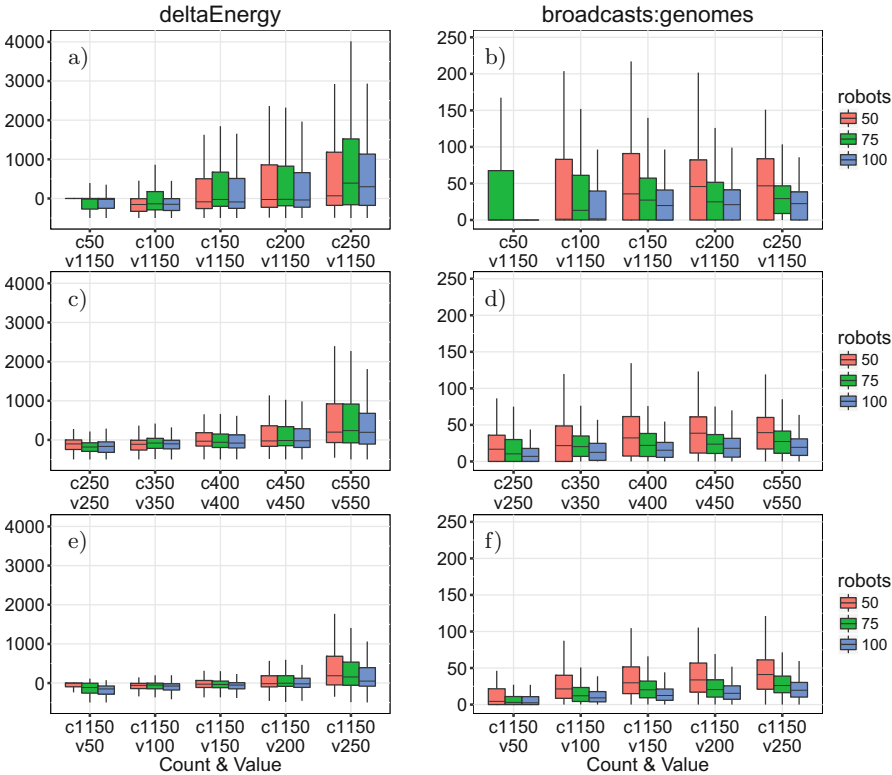 deltaEnergy
broadcasts:genomes
a)
4000
3000
2000
1000
0
c50 c100 c150 c200 c250
v1150 v1150 v1150 v1150 v1150
b)
250
200
150
100
50
0
c50 c100 c150 c200 c250
v1150 v1150 v1150 v1150 v1150
robots
50
75
100
c)
4000
3000
2000
1000
0
c250 c350 c400 c450 c550
v250 v350 v400 v450 v550
d)
250
200
150
100
50
0
c250 c350 c400 c450 c550
v250 v350 v400 v450 v550
robots
50
75
100
e)
4000
3000
2000
1000
0
c1150 c1150 c1150 c1150 c1150
v50 v100 v150 v200 v250
Count & Value
f)
250
200
150
100
50
0
c1150 c1150 c1150 c1150 c1150
v50 v100 v150 v200 v250
Count & Value
robots
50
75
100